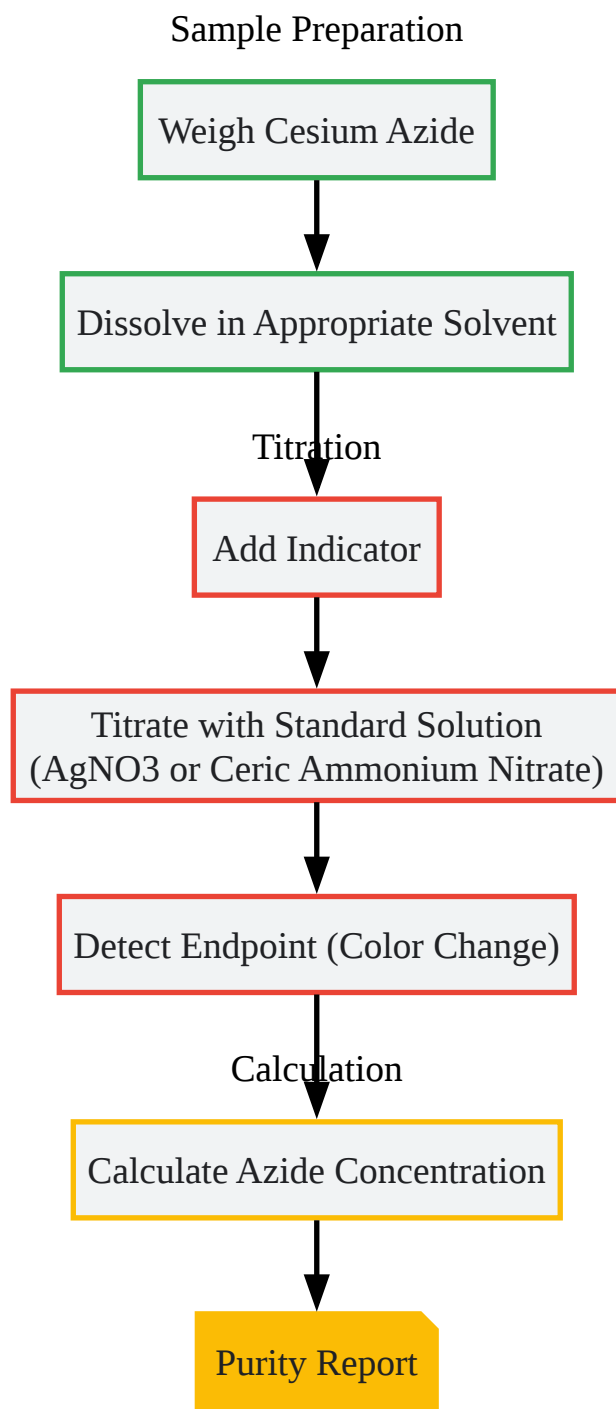 Sample Preparation
Weigh Cesium Azide
Dissolve in Appropriate Solvent
Titration
Add Indicator
Titrate with Standard Solution
(AgNO3 or Ceric Ammonium Nitrate)
Detect Endpoint (Color Change)
Calculation
Calculate Azide Concentration
Purity Report